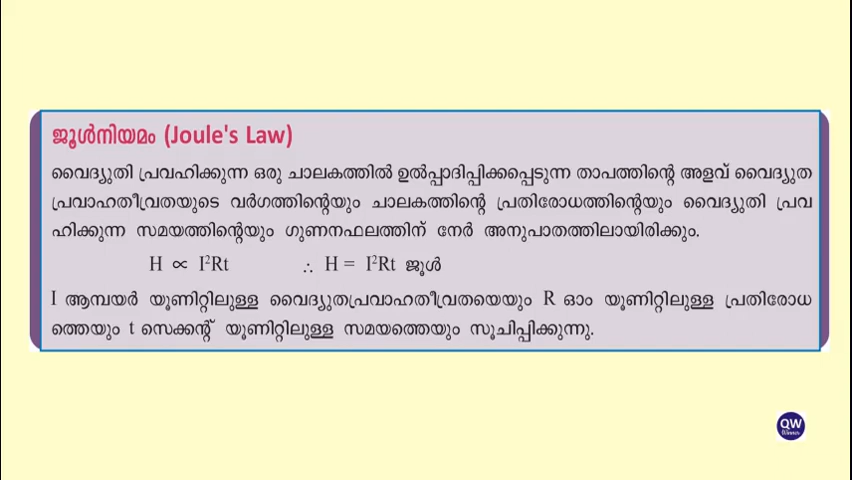 ജൂൾനിയമം (Joule's Law)
വൈദ്യുതി പ്രവഹിക്കുന്ന ഒരു ചാലകത്തിൽ ഉൽപ്പാദിപ്പിക്കപ്പെടുന്ന താപത്തിന്റെ അളവ് വൈദ്യുത
പ്രവാഹതീവ്രതയുടെ വർഗത്തിന്റെയും ചാലകത്തിന്റെ പ്രതിരോധത്തിന്റെയും വൈദ്യുതി പ്രവ
ഹിക്കുന്ന സമയത്തിന്റെയും ഗുണനഫലത്തിന് നേർ അനുപാതത്തിലായിരിക്കും.
H ∝ I²Rt ∴ H = I²Rt ജൂൾ
I ആമ്പയർ യൂണിറ്റിലുള്ള വൈദ്യുതപ്രവാഹതീവ്രതയെയും R ഓം യൂണിറ്റിലുള്ള പ്രതിരോധ
ത്തെയും t സെക്കന്റ് യൂണിറ്റിലുള്ള സമയത്തെയും സൂചിപ്പിക്കുന്നു.
QW